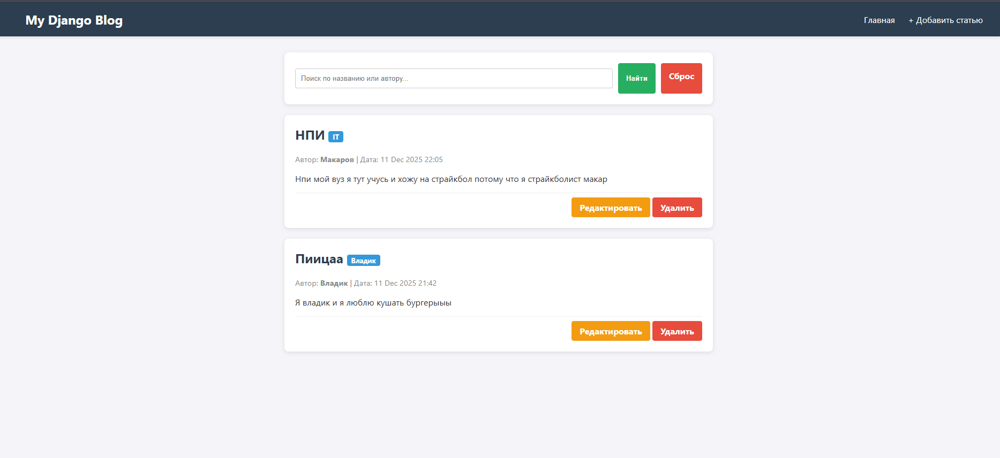 My Django Blog
Главная + Добавить статью
Поиск по названию или автору... Найти Сброс
НПИ IT
Автор: Макаров | Дата: 11 Dec 2025 22:05
Нпи мой вуз я тут учусь и хожу на страйкбол потому что я страйкболист макар
Редактировать Удалить
Пиицаа Владик
Автор: Владик | Дата: 11 Dec 2025 21:42
Я владик и я люблю кушать бургерыыы
Редактировать Удалить